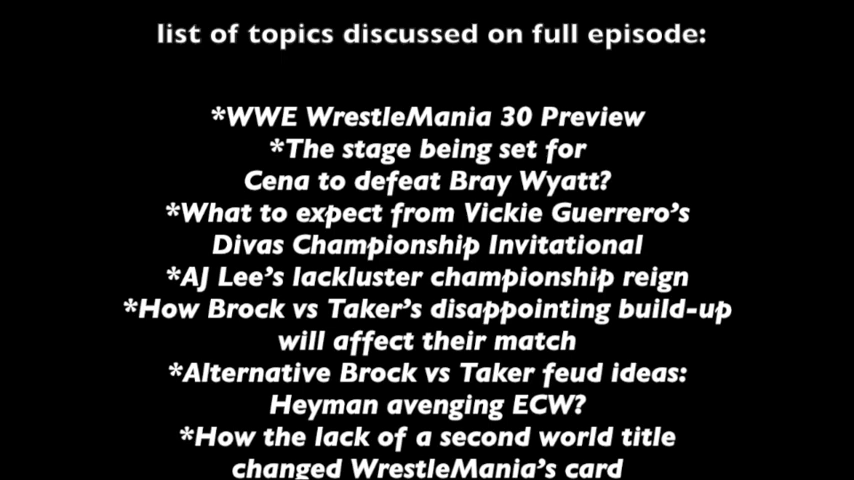 list of topics discussed on full episode:
*WWE WrestleMania 30 Preview
*The stage being set for
Cena to defeat Bray Wyatt?
*What to expect from Vickie Guerrero’s
Divas Championship Invitational
*AJ Lee’s lackluster championship reign
*How Brock vs Taker’s disappointing build-up
will affect their match
*Alternative Brock vs Taker feud ideas:
Heyman avenging ECW?
*How the lack of a second world title
changed WrestleMania’s card